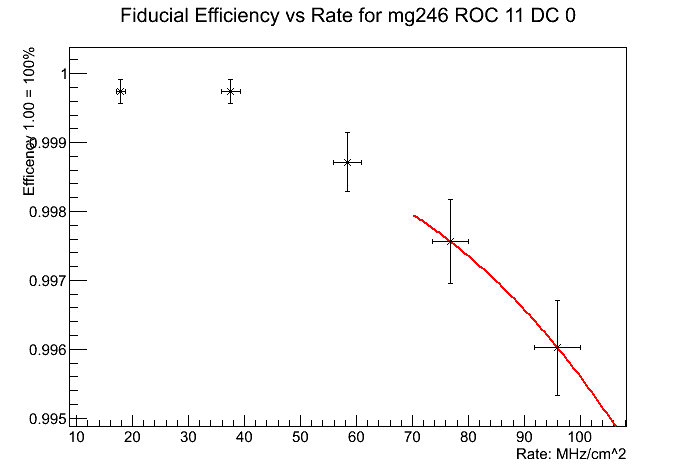 Fiducial Efficiency vs Rate for mg246 ROC 11 DC 0
Efficency 1.00 = 100%
1
0.999
0.998
0.997
0.996
0.995
10 20 30 40 50 60 70 80 90 100
Rate: MHz/cm^2